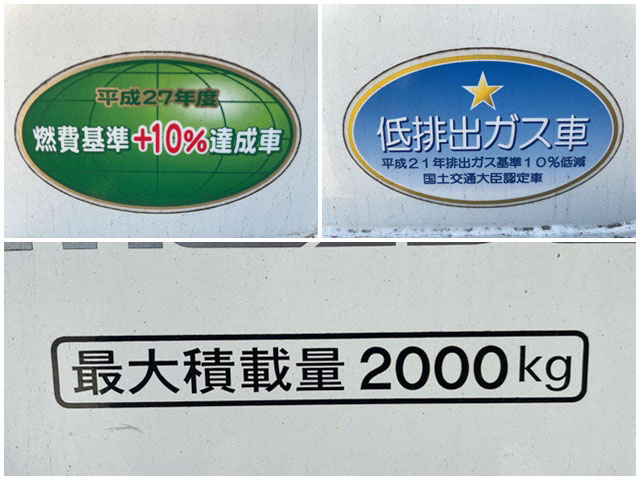 平成27年度
燃費基準+10%達成車
低排出ガス車
平成21年排出ガス基準10%低減
国土交通大臣認定車
最大積載量 2000kg